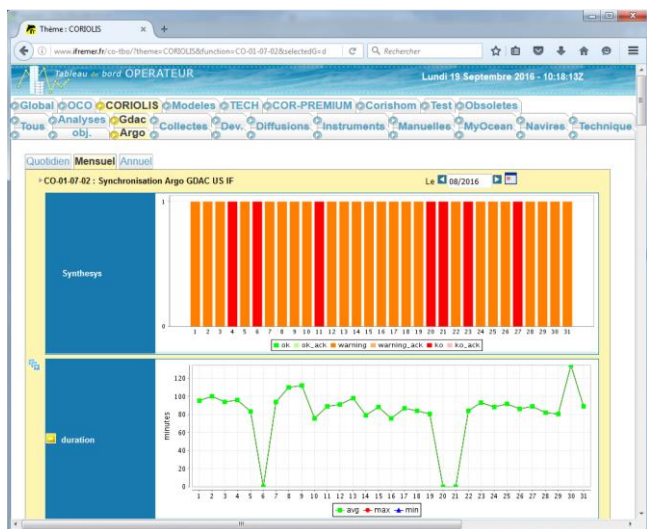 Thème : CORIOLIS
www.ifremer.fr/co-tbo/?theme=CORIOLIS&function=CO-01-07-02&selectedG=d
Rechercher
Tableau de bord OPERATEUR
Lundi 19 Septembre 2016 - 10:18:13Z
Global OCO CORIOLIS Modeles TECH COR-PREMIUM Corishom Test Obsoletes
Tous Analyses obj. Gdac Argo Collectes Dev. Diffusions Instruments Manuelles MyOcean Navires Technique
Quotidien Mensuel Annuel
CO-01-07-02 : Synchronisation Argo GDAC US IF
Le 08/2016
Synthesys
1
0
1 2 3 4 5 6 7 8 9 10 11 12 13 14 15 16 17 18 19 20 21 22 23 24 25 26 27 28 29 30 31
ok ok_ack warning warning_ack ko ko_ack
duration
minutes
120
100
80
60
40
20
0
1 2 3 4 5 6 7 8 9 10 11 12 13 14 15 16 17 18 19 20 21 22 23 24 25 26 27 28 29 30 31
avg max min